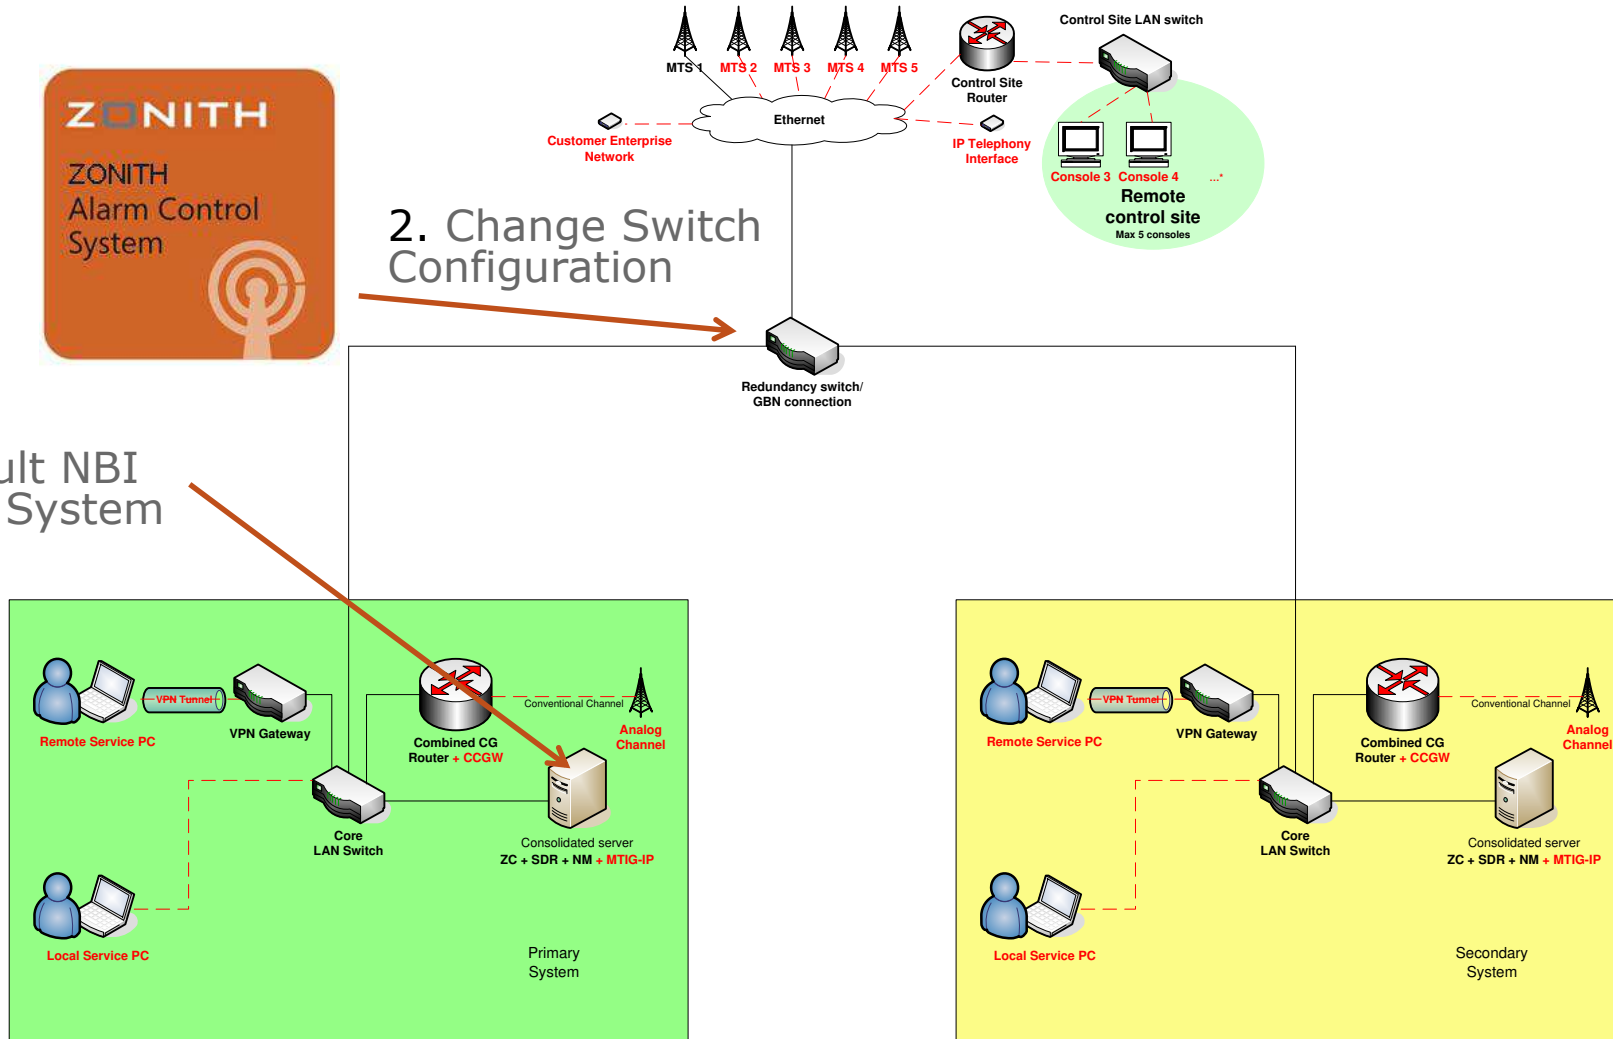 ZONITH
ZONITH
Alarm Control
System
MTS 1
MTS 2
MTS 3
MTS 4
MTS 5
Control Site LAN switch
Control Site
Router
Ethernet
Customer Enterprise
Network
IP Telephony
Interface
Console 3
Console 4
...*
Remote
control site
Max 5 consoles
2. Change Switch
Configuration
Redundancy switch/
GBN connection
ult NBI
System
Remote Service PC
VPN Tunnel
VPN Gateway
Combined CG
Router + CCGW
Conventional Channel
Analog
Channel
Core
LAN Switch
Consolidated server
ZC + SDR + NM + MTIG-IP
Local Service PC
Primary
System
Remote Service PC
VPN Tunnel
VPN Gateway
Combined CG
Router + CCGW
Conventional Channel
Analog
Channel
Core
LAN Switch
Consolidated server
ZC + SDR + NM + MTIG-IP
Local Service PC
Secondary
System